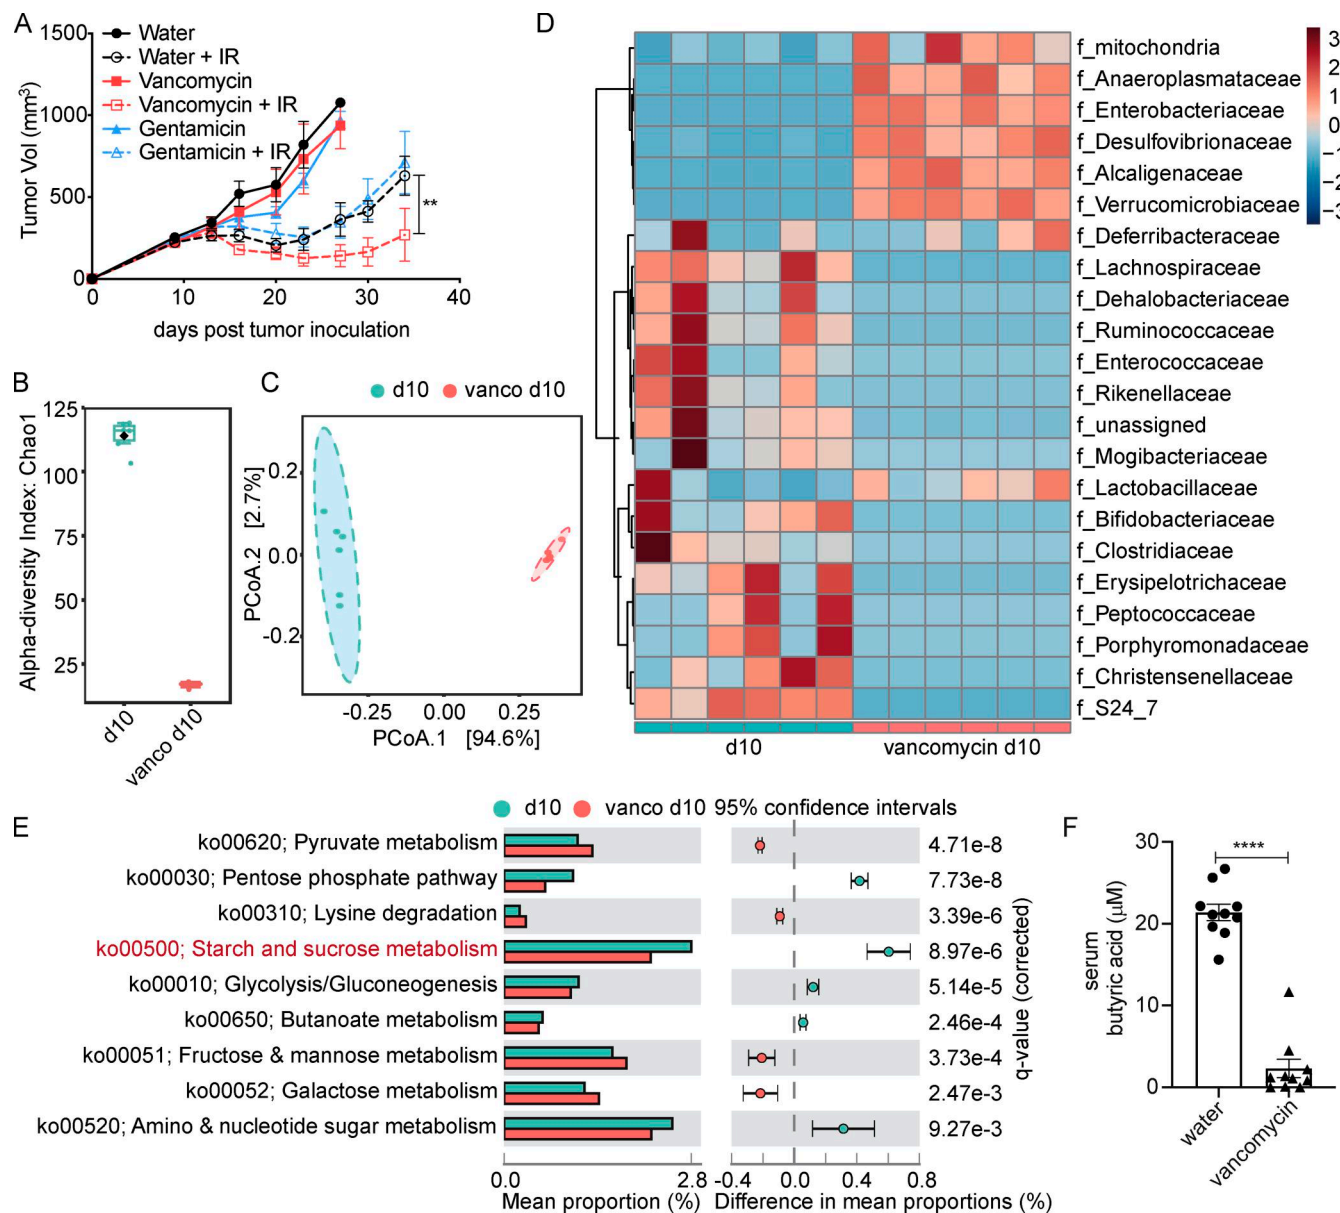 A
Tumor Vol (mm³)
1500
1000
500
0
0
10
20
30
40
days post tumor inoculation
Water
Water + IR
Vancomycin
Vancomycin + IR
Gentamicin
Gentamicin + IR
**
B
Alpha-diversity Index: Chao1
125
100
75
50
25
d10
vanco d10
C
d10
vanco d10
PCoA.2 [2.7%]
0.2
0.0
-0.2
-0.25
0.00
0.25
PCoA.1 [94.6%]
D
f_mitochondria
f_Anaeroplasmataceae
f_Enterobacteriaceae
f_Desulfovibrionaceae
f_Alcaligenaceae
f_Verrucomicrobiaceae
f_Deferribacteraceae
f_Lachnospiraceae
f_Dehalobacteriaceae
f_Ruminococcaceae
f_Enterococcaceae
f_Rikenellaceae
f_unassigned
f_Mogibacteriaceae
f_Lactobacillaceae
f_Bifidobacteriaceae
f_Clostridiaceae
f_Erysipelotrichaceae
f_Peptococcaceae
f_Porphyromonadaceae
f_Christensenellaceae
f_S24_7
d10
vancomycin d10
3
2
1
0
−1
−2
−3
E
d10
vanco d10
95% confidence intervals
ko00620; Pyruvate metabolism
4.71e-8
ko00030; Pentose phosphate pathway
7.73e-8
ko00310; Lysine degradation
3.39e-6
ko00500; Starch and sucrose metabolism
8.97e-6
ko00010; Glycolysis/Gluconeogenesis
5.14e-5
ko00650; Butanoate metabolism
2.46e-4
ko00051; Fructose & mannose metabolism
3.73e-4
ko00052; Galactose metabolism
2.47e-3
ko00520; Amino & nucleotide sugar metabolism
9.27e-3
q-value (corrected)
0.0
2.8
Mean proportion (%)
-0.4
0.0
0.4
0.8
Difference in mean proportions (%)
F
serum
butyric acid (µM)
30
20
10
0
****
water
vancomycin